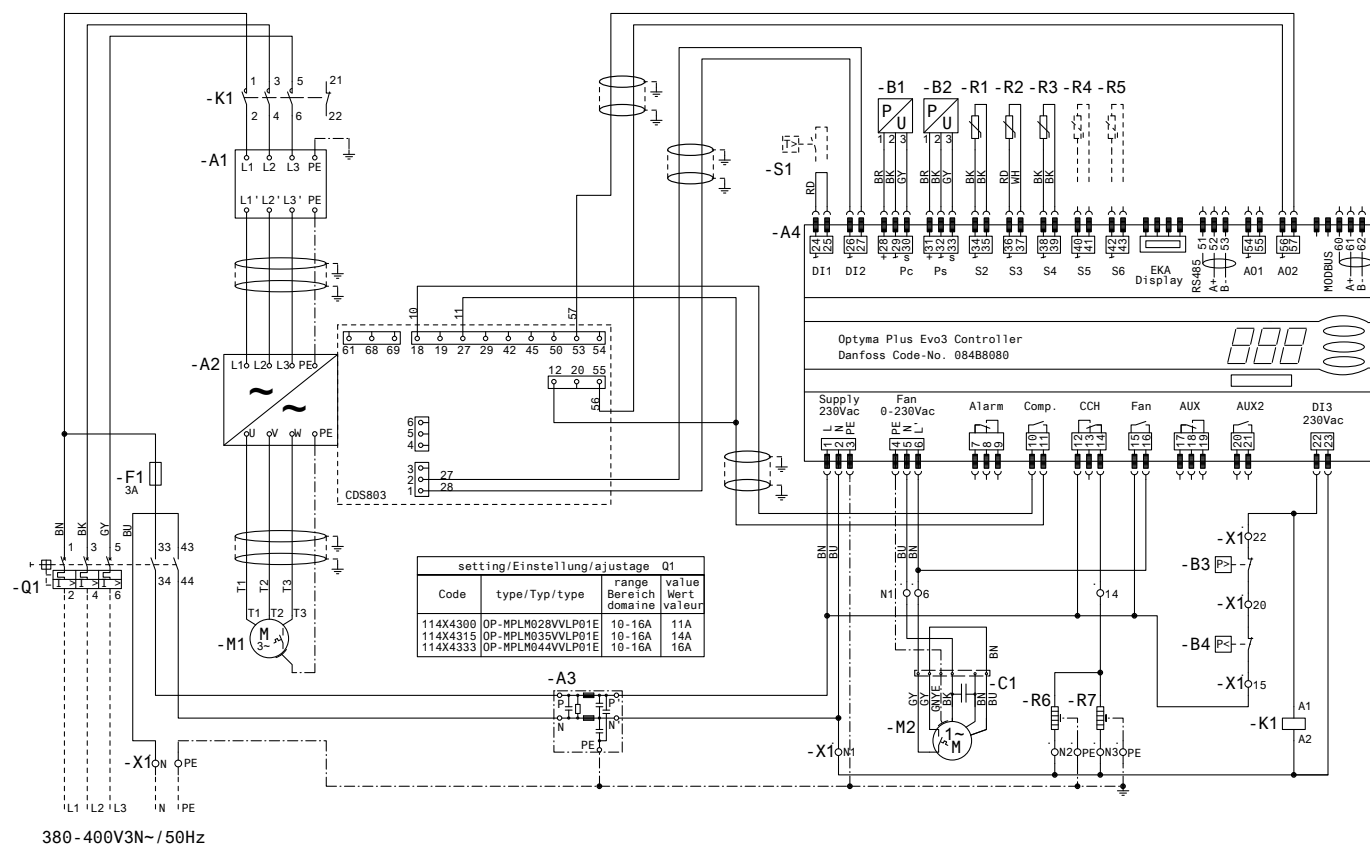 -K1
1 3 5 21
2 4 6 22
-A1
L1 L2 L3 PE
L1' L2' L3' PE
-A2
L1 L2 L3 PE
~
~
U V W PE
T1 T2 T3
T1 T2 T3
-M1
M
3~
-F1
3A
BN BK GY BU
1 3 5 33 43
-Q1
I> I> I>
2 4 6 34 44
-X1 N PE
L1 L2 L3 N PE
380-400V3N~/50Hz
10 11 57
61 68 69 18 19 27 29 42 45 50 53 54
12 20 55
56
6
5
4
3
2 27
1 28
CDS803
setting/Einstellung/ajustage Q1
Code type/Typ/type range Bereich domaine value Wert valeur
114X4300 OP-MPLM028VVLP01E 10-16A 11A
114X4315 OP-MPLM035VVLP01E 10-16A 14A
114X4333 OP-MPLM044VVLP01E 10-16A 16A
-A3
P P
N N
PE
-B1 -B2 -R1 -R2 -R3 -R4 -R5
P U P U
1 2 3 1 2 3
T>
-S1
RD BR BK GY BR BK GY BK BK RD WH BK BK
-A4
24 25 26 27 28 29 30 31 32 33 34 35 36 37 38 39 40 41 42 43 51 52 53 54 55 56 57 60 61 62
+ - s + - s
DI1 DI2 Pc Ps S2 S3 S4 S5 S6 EKA Display RS485 A+ B- AO1 AO2 MODBUS A+ B-
Optyma Plus Evo3 Controller
Danfoss Code-No. 084B8080
Supply 230Vac Fan 0-230Vac Alarm Comp. CCH Fan AUX AUX2 DI3 230Vac
L N PE PE N L'
1 2 3 4 5 6 7 8 9 10 11 12 13 14 15 16 17 18 19 20 21 22 23
BN BU BU BN
N1 6 14
-X1 22
-B3 P>
-X1 20
-B4 P<
-X1 15
BN
-C1
GY GY GNYE BK BN BU
-M2
1~
M
-R6 -R7
-K1 A1
A2
-X1 N1
N2 PE N3 PE